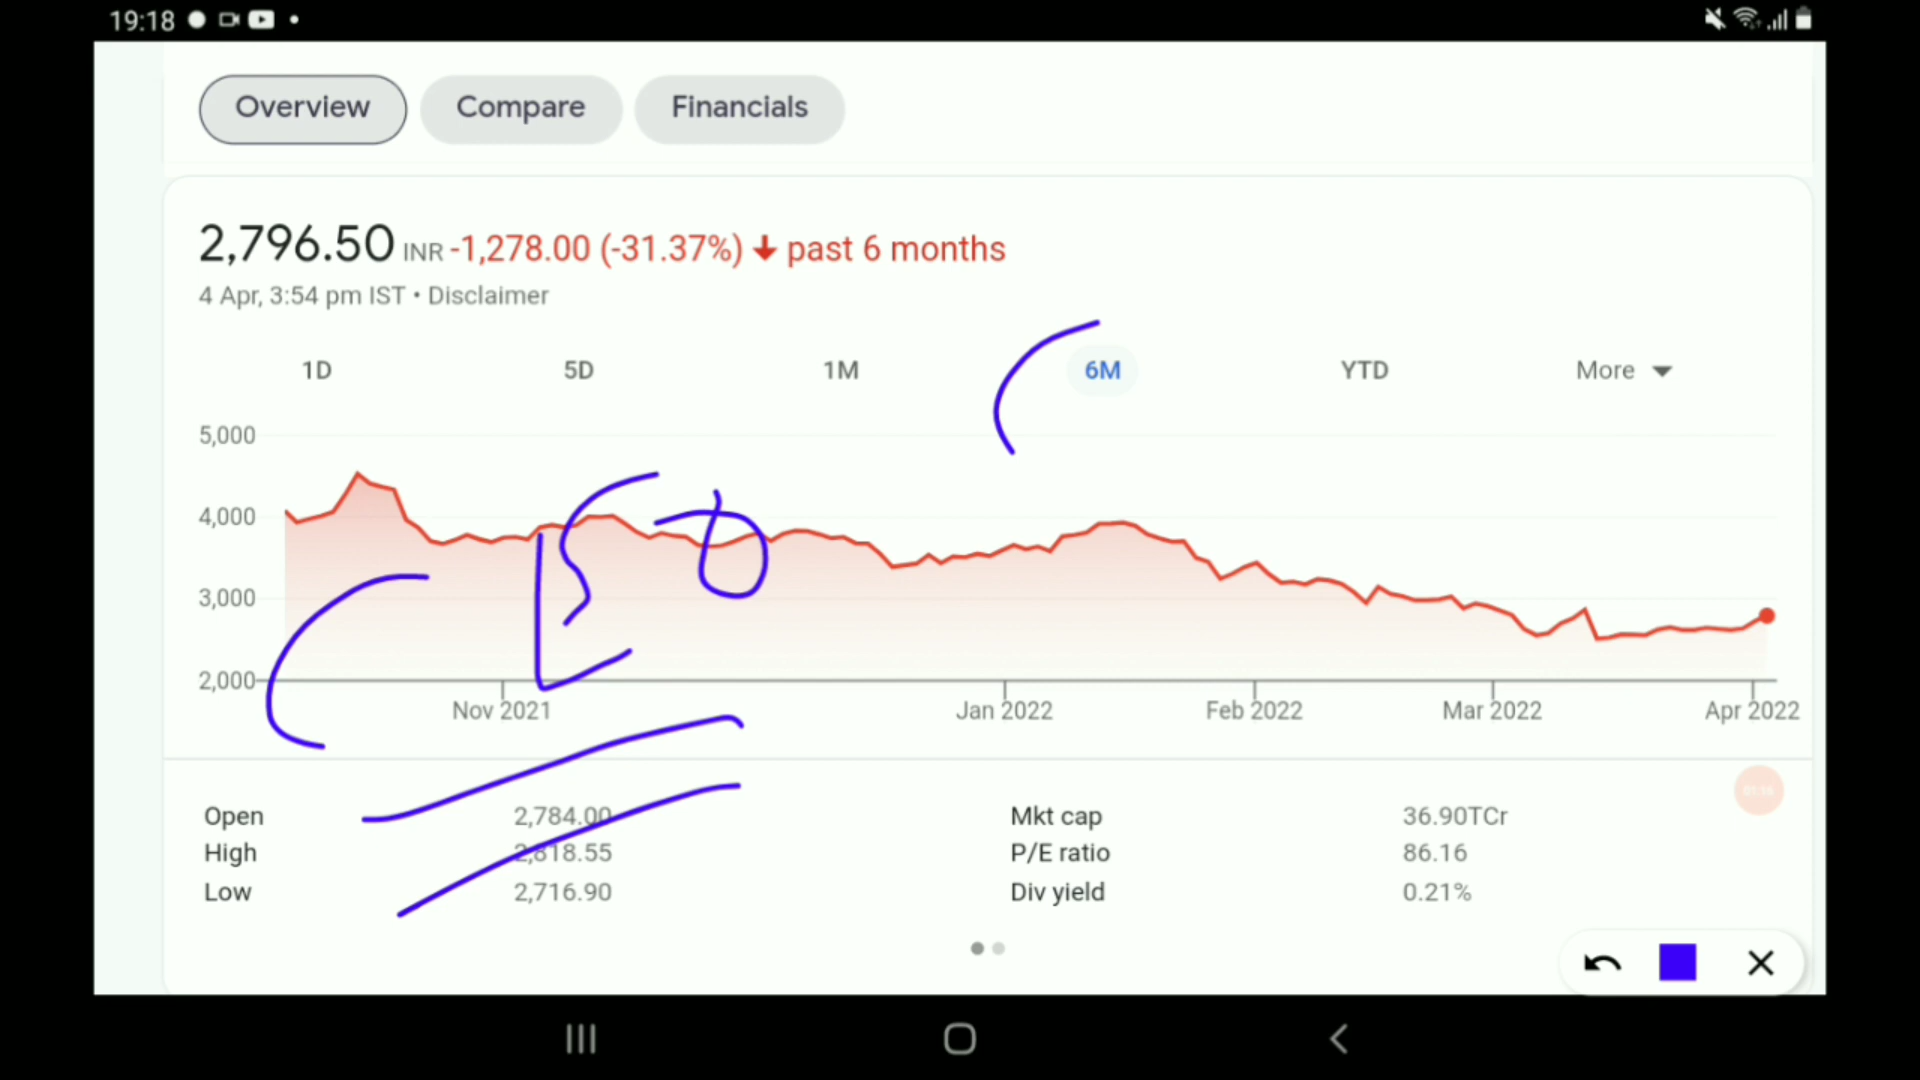 19:18
Overview Compare Financials
2,796.50 INR -1,278.00 (-31.37%) past 6 months
4 Apr, 3:54 pm IST • Disclaimer
1D 5D 1M 6M YTD More
5,000
4,000
3,000
2,000
Nov 2021 Jan 2022 Feb 2022 Mar 2022 Apr 2022
Open 2,784.00 Mkt cap 36.90TCr
High 2,818.55 P/E ratio 86.16
Low 2,716.90 Div yield 0.21%